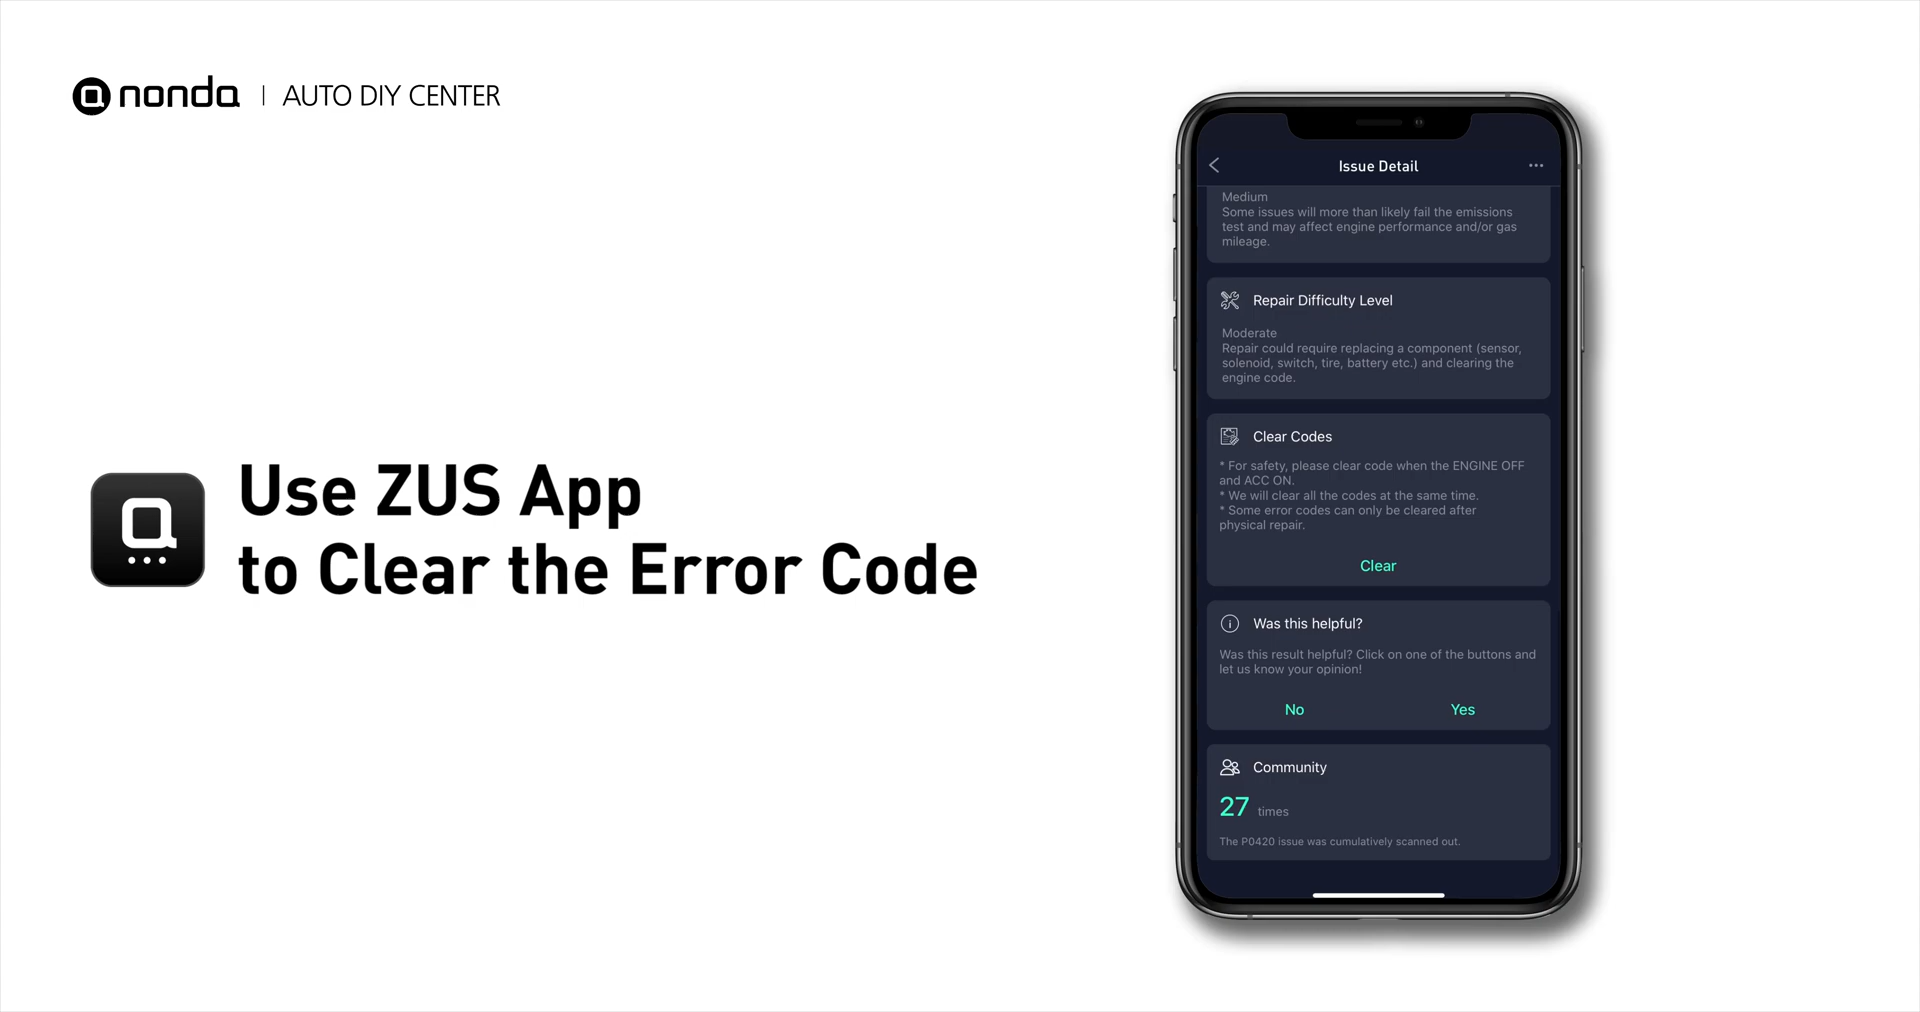 nonda | AUTO DIY CENTER
Use ZUS App
to Clear the Error Code
Issue Detail
Medium
Some issues will more than likely fail the emissions
test and may affect engine performance and/or gas
mileage.
Repair Difficulty Level
Moderate
Repair could require replacing a component (sensor,
solenoid, switch, tire, battery etc.) and clearing the
engine code.
Clear Codes
* For safety, please clear code when the ENGINE OFF
and ACC ON.
* We will clear all the codes at the same time.
* Some error codes can only be cleared after
physical repair.
Clear
Was this helpful?
Was this result helpful? Click on one of the buttons and
let us know your opinion!
No Yes
Community
27 times
The P0420 issue was cumulatively scanned out.